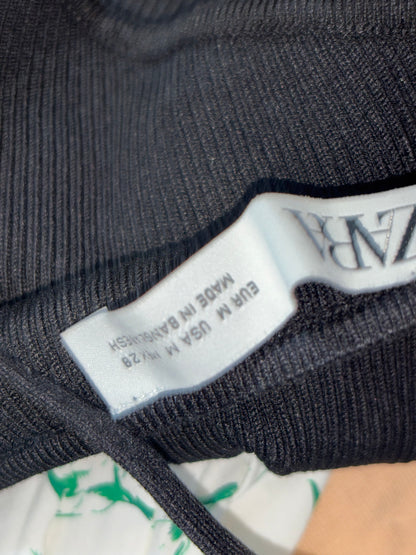 ZARA
EUR M USA M MEX 28
MADE IN BANGLADESH